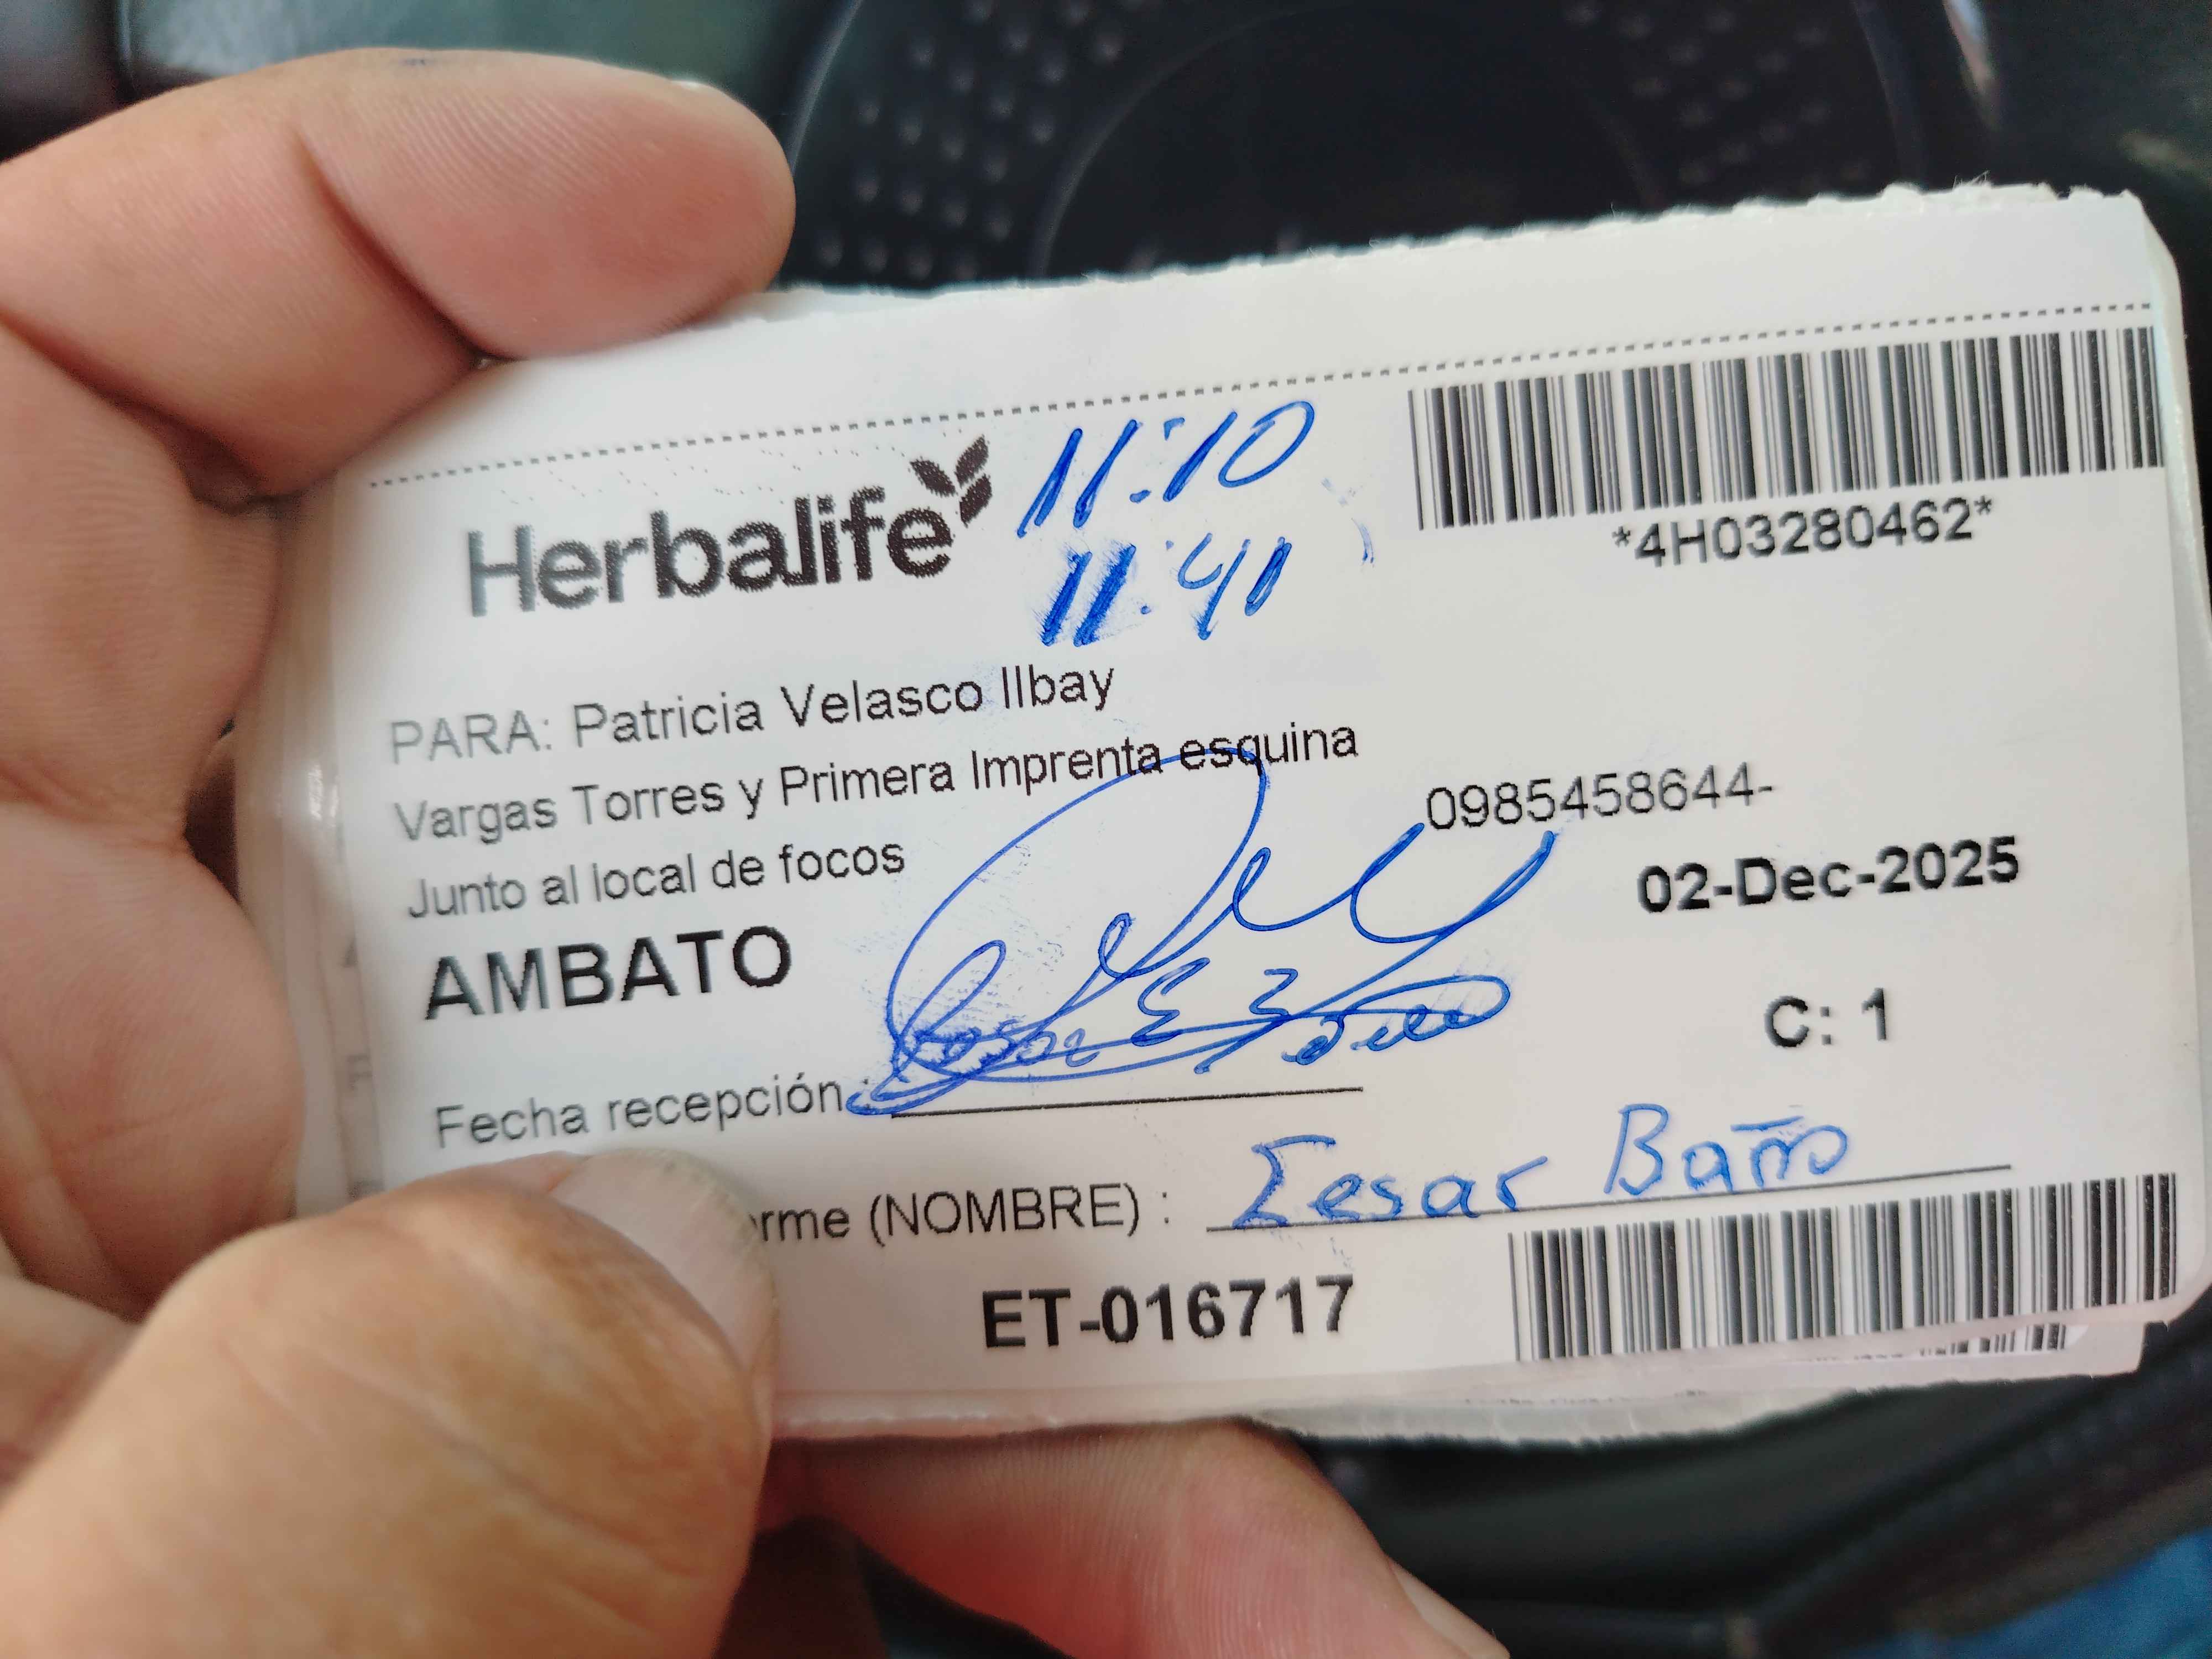 Herbalife
11:10
11:41
*4H03280462*
PARA: Patricia Velasco Ilbay
Vargas Torres y Primera Imprenta esquina
0985458644-
Junto al local de focos
02-Dec-2025
AMBATO
C: 1
Fecha recepción:
rme (NOMBRE) : Cesar Baño
ET-016717